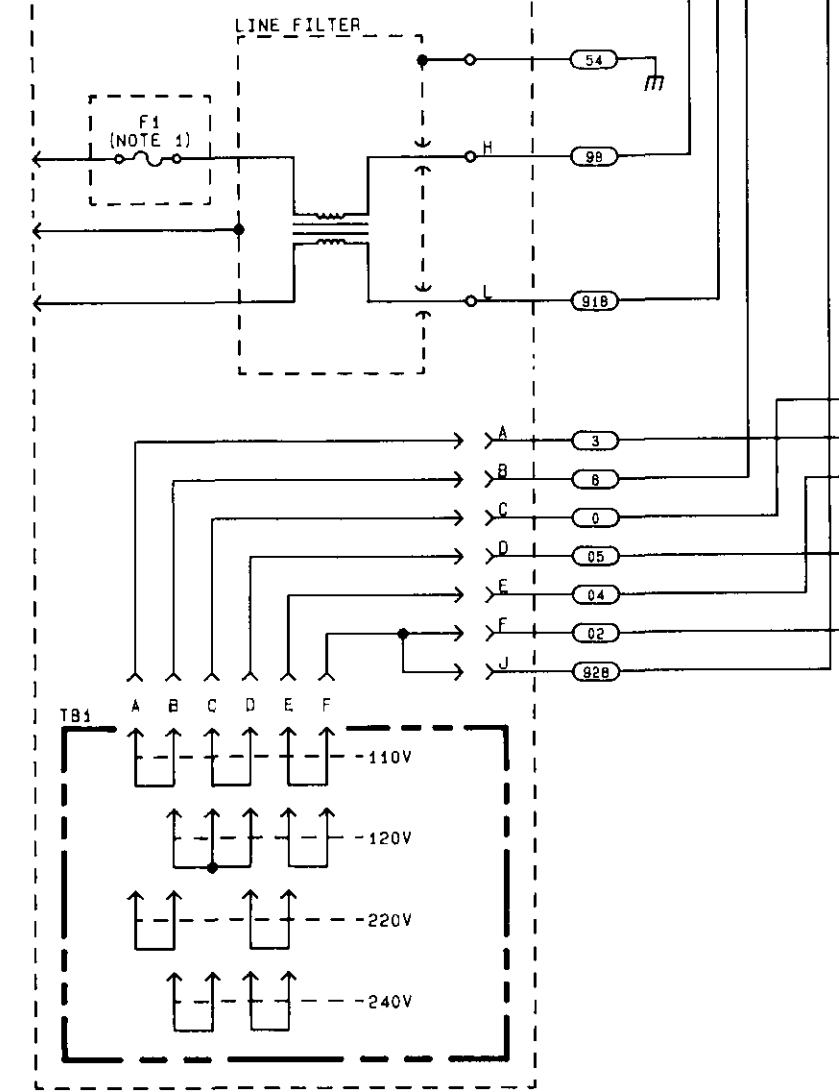 LINE FILTER
54
F1
(NOTE 1)
H
98
L
918
A
3
B
8
C
0
D
05
E
04
F
02
J
928
A B C D E F
TB1
110V
120V
220V
240V